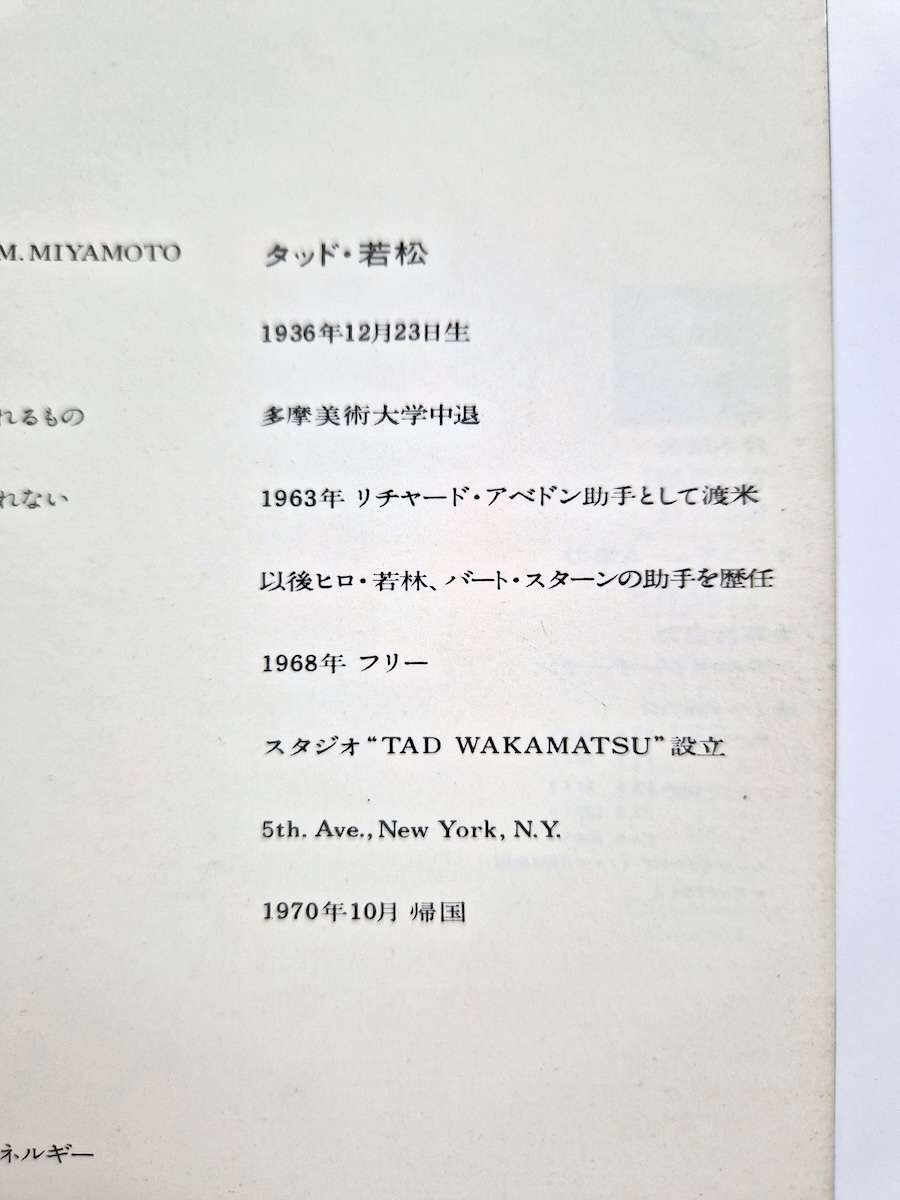 M. MIYAMOTO
れるもの
れない
ネルギー
タッド・若松
1936年12月23日生
多摩美術大学中退
1963年 リチャード・アベドン助手として渡米
以後ヒロ・若林、バート・スターンの助手を歴任
1968年 フリー
スタジオ“TAD WAKAMATSU”設立
5th. Ave., New York, N.Y.
1970年10月 帰国